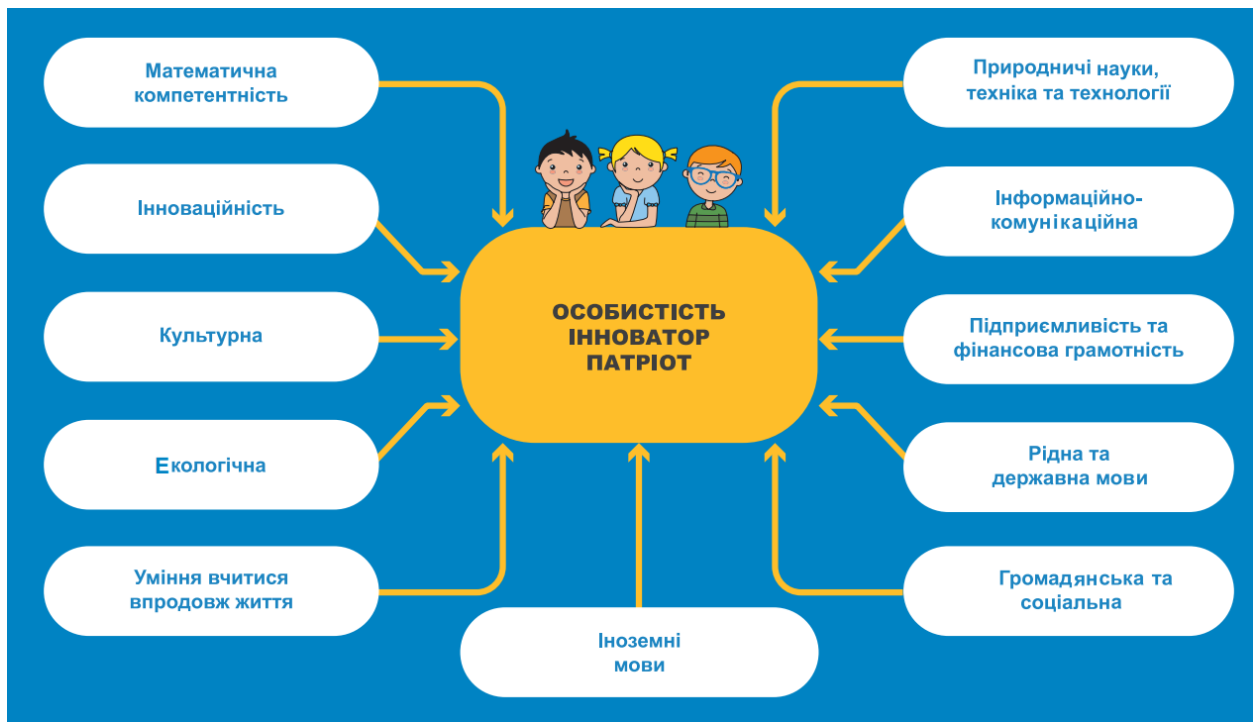 Математична
компетентність
Інноваційність
Культурна
Екологічна
Уміння вчитися
впродовж життя
ОСОБИСТІСТЬ
ІННОВАТОР
ПАТРІОТ
Іноземні
мови
Природничі науки,
техніка та технології
Інформаційно-
комунікаційна
Підприємливість та
фінансова грамотність
Рідна та
державна мови
Громадянська та
соціальна